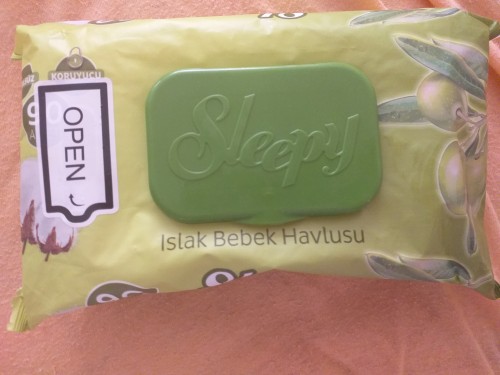 KORUYUCU
OPEN
Sleepy
Islak Bebek Havlusu